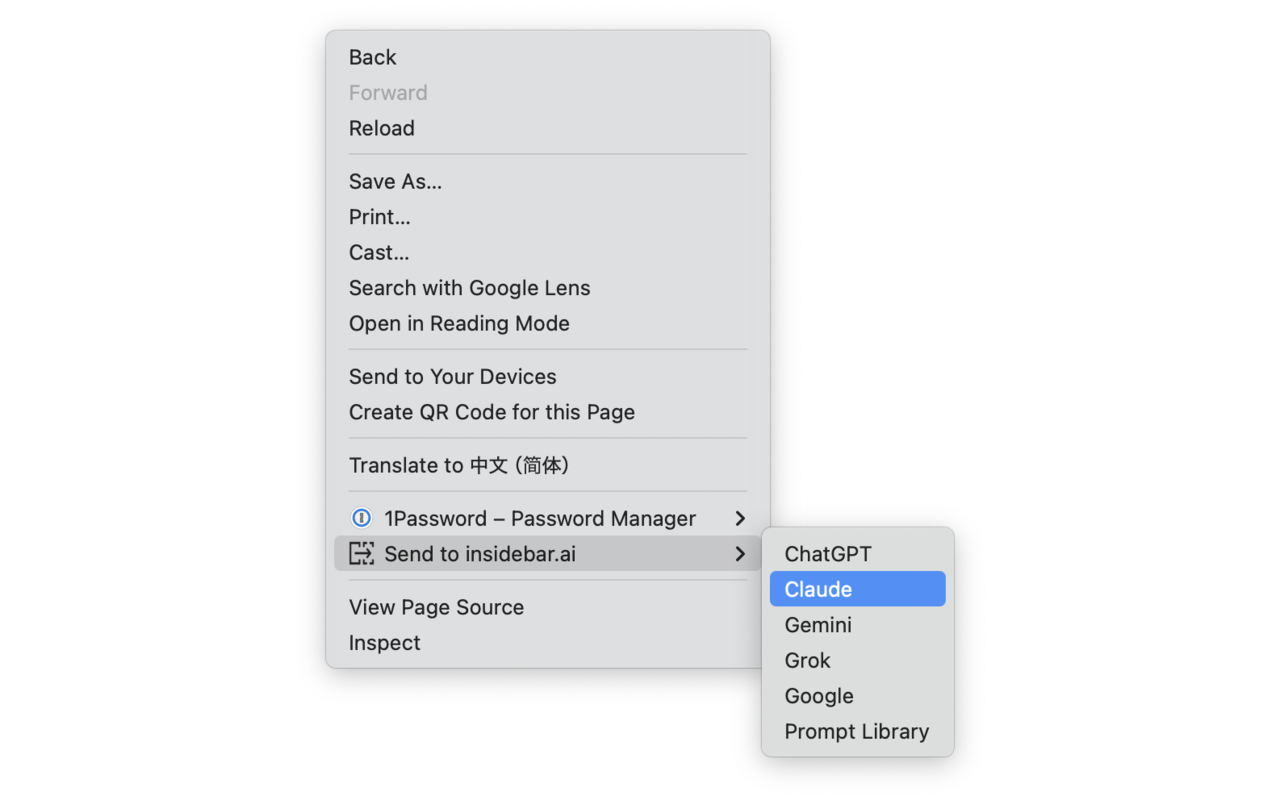 Back
Forward
Reload
Save As...
Print...
Cast...
Search with Google Lens
Open in Reading Mode
Send to Your Devices
Create QR Code for this Page
Translate to 中文 (简体)
1Password – Password Manager
Send to insidebar.ai
ChatGPT
Claude
Gemini
Grok
Google
Prompt Library
View Page Source
Inspect